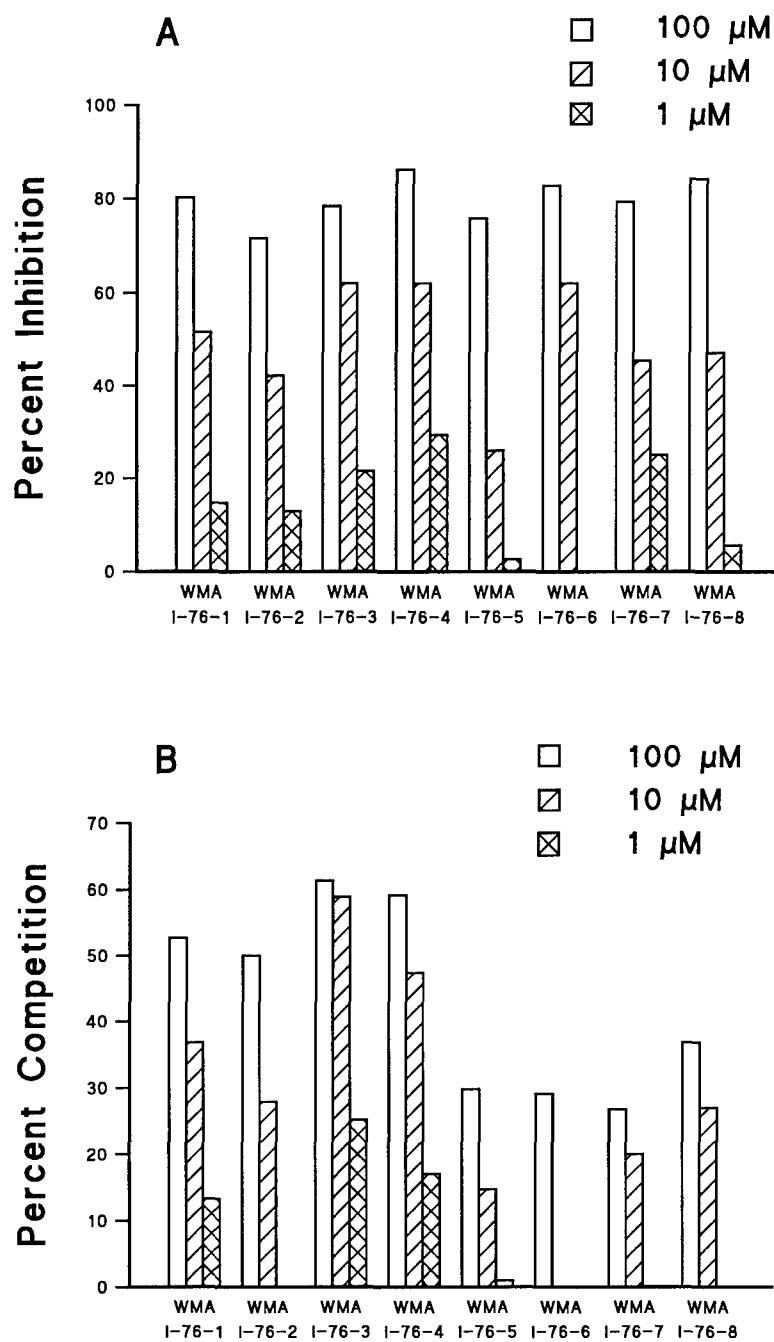 A
100 µM
10 µM
1 µM
Percent Inhibition
100
80
60
40
20
0
WMA WMA WMA WMA WMA WMA WMA WMA
I-76-1 I-76-2 I-76-3 I-76-4 I-76-5 I-76-6 I-76-7 I-76-8
B
100 µM
10 µM
1 µM
Percent Competition
70
60
50
40
30
20
10
0
WMA WMA WMA WMA WMA WMA WMA WMA
I-76-1 I-76-2 I-76-3 I-76-4 I-76-5 I-76-6 I-76-7 I-76-8